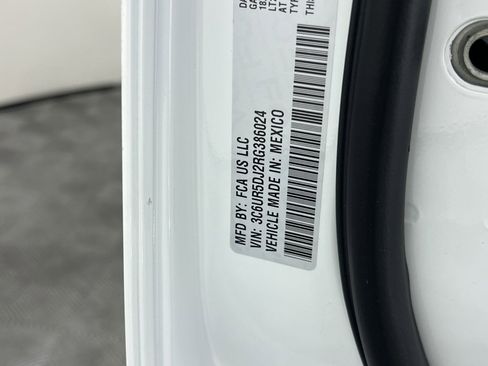 MFD BY: FCA US LLC
VIN: 3C6UR5DJ2RG386024
VEHICLE MADE IN: MEXICO